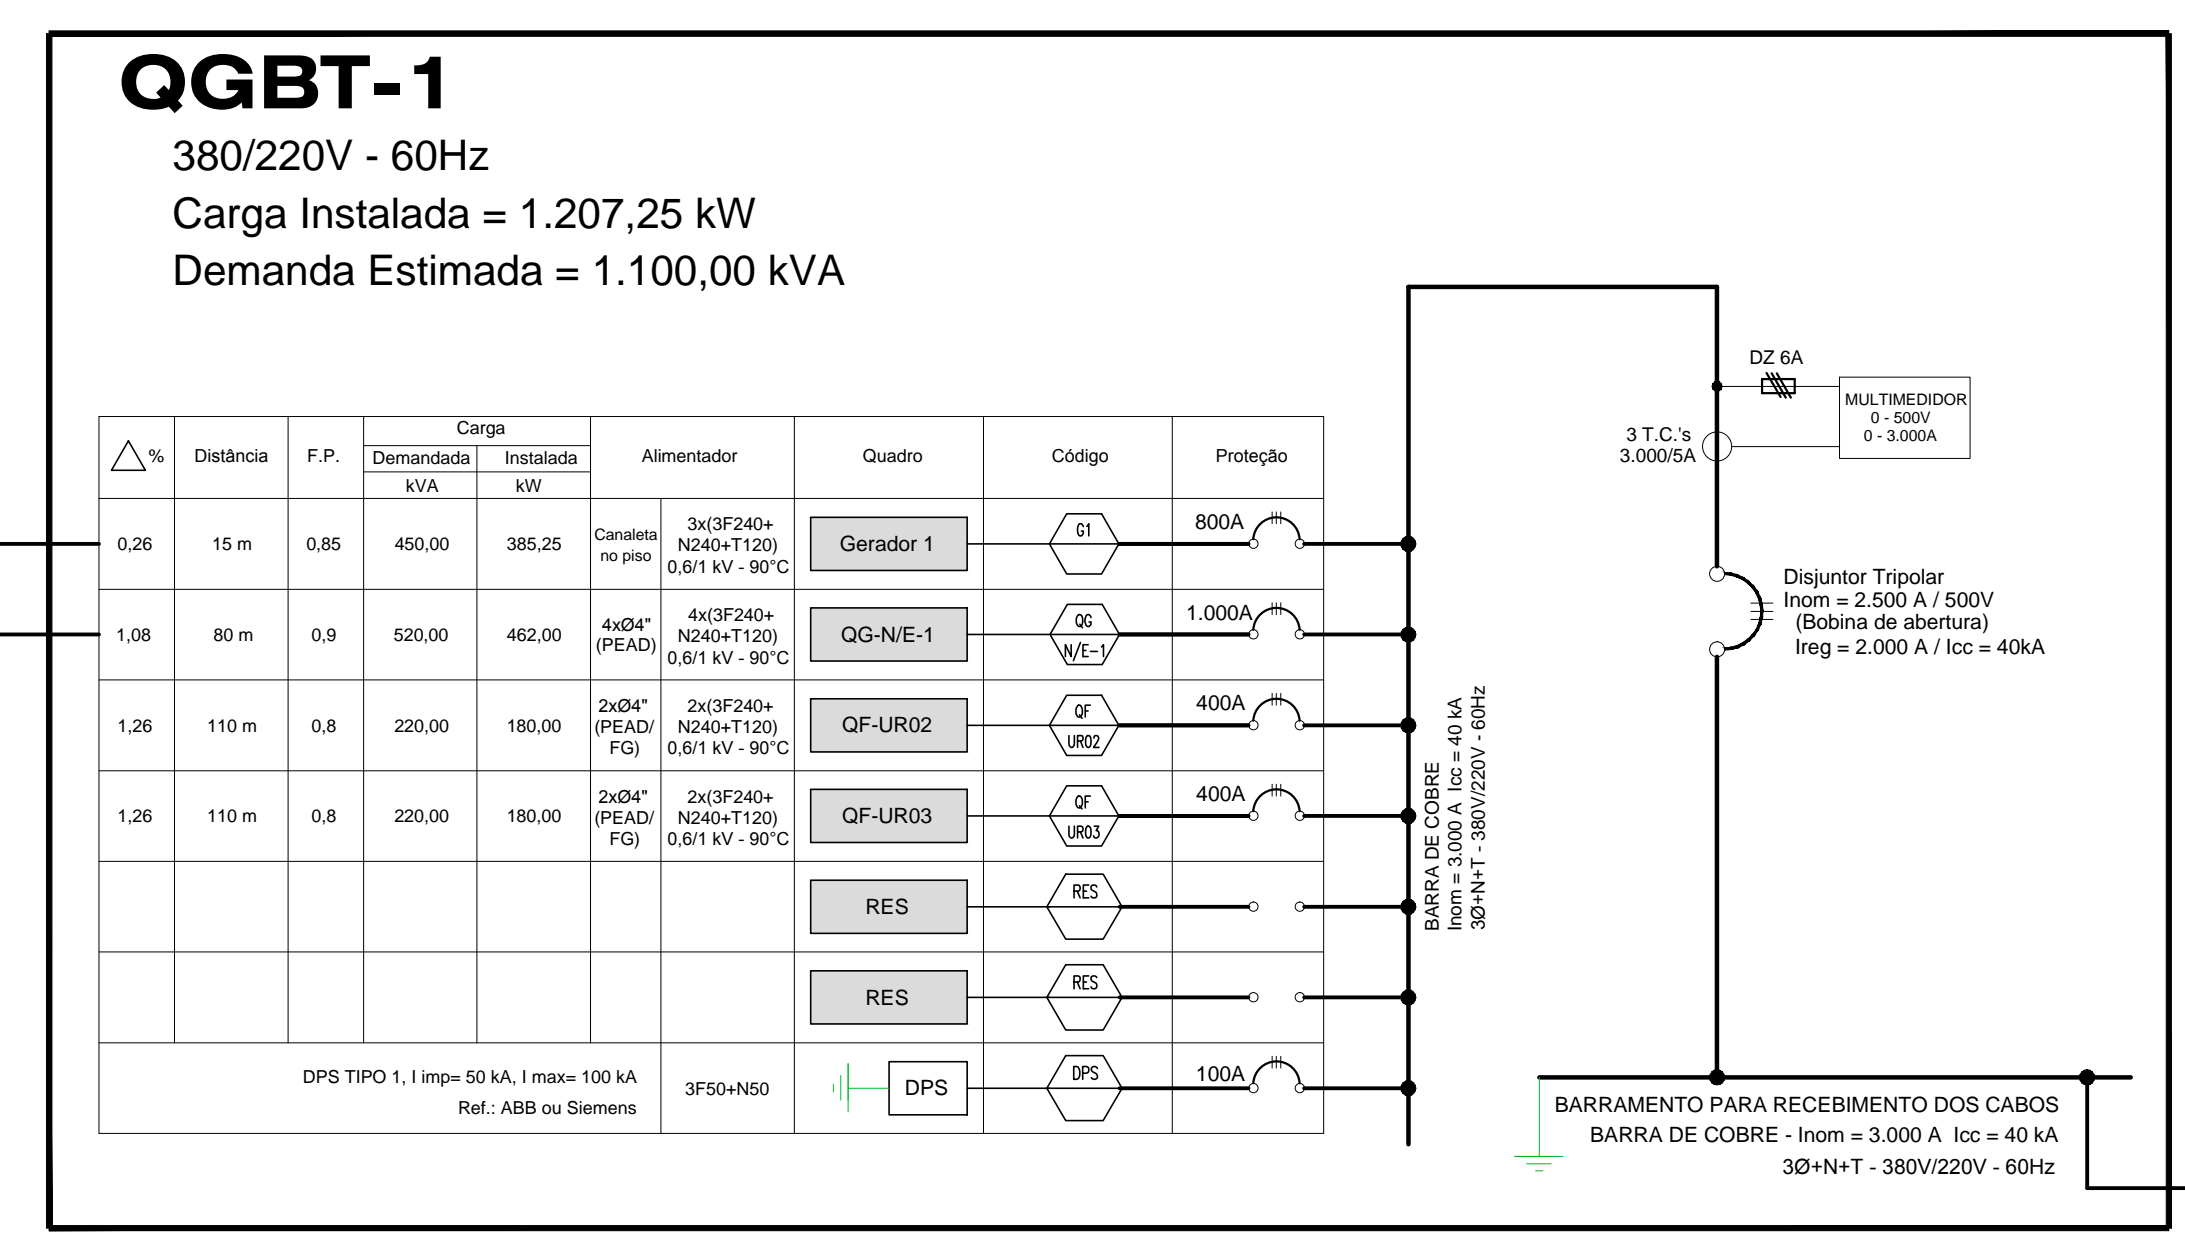 QGBT-1
380/220V - 60Hz
Carga Instalada = 1.207,25 kW
Demanda Estimada = 1.100,00 kVA
%
Distância
F.P.
Carga
Demandada
Instalada
kVA
kW
Alimentador
Quadro
Código
Proteção
0,26
15 m
0,85
450,00
385,25
Canaleta
no piso
3x(3F240+
N240+T120)
0,6/1 kV - 90°C
Gerador 1
G1
800A
1,08
80 m
0,9
520,00
462,00
4xØ4"
(PEAD)
4x(3F240+
N240+T120)
0,6/1 kV - 90°C
QG-N/E-1
QG
N/E-1
1.000A
1,26
110 m
0,8
220,00
180,00
2xØ4"
(PEAD/
FG)
2x(3F240+
N240+T120)
0,6/1 kV - 90°C
QF-UR02
QF
UR02
400A
1,26
110 m
0,8
220,00
180,00
2xØ4"
(PEAD/
FG)
2x(3F240+
N240+T120)
0,6/1 kV - 90°C
QF-UR03
QF
UR03
400A
RES
RES
RES
RES
DPS TIPO 1, I imp= 50 kA, I max= 100 kA
Ref.: ABB ou Siemens
3F50+N50
DPS
DPS
100A
BARRA DE COBRE
Inom = 3.000 A Icc = 40 kA
3Ø+N+T - 380V/220V - 60Hz
DZ 6A
MULTIMEDIDOR
0 - 500V
0 - 3.000A
3 T.C.'s
3.000/5A
Disjuntor Tripolar
Inom = 2.500 A / 500V
(Bobina de abertura)
Ireg = 2.000 A / Icc = 40kA
BARRAMENTO PARA RECEBIMENTO DOS CABOS
BARRA DE COBRE - Inom = 3.000 A Icc = 40 kA
3Ø+N+T - 380V/220V - 60Hz